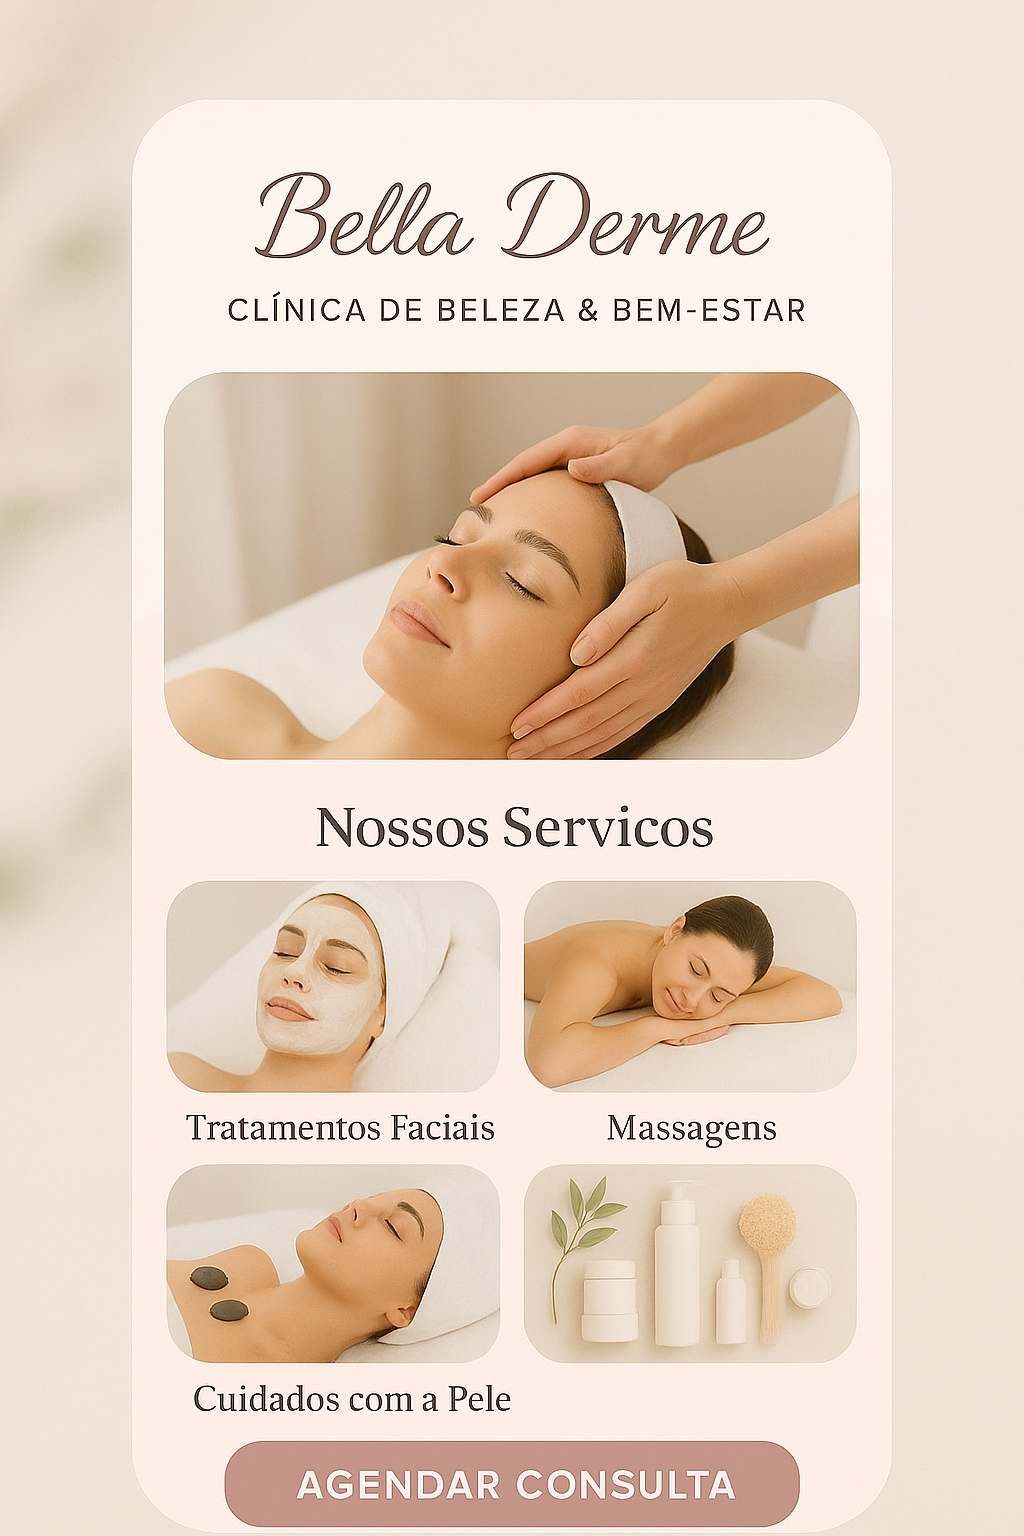 Bella Derme
CLÍNICA DE BELEZA & BEM-ESTAR
Nossos Servicos
Tratamentos Faciais
Massagens
Cuidados com a Pele
AGENDAR CONSULTA